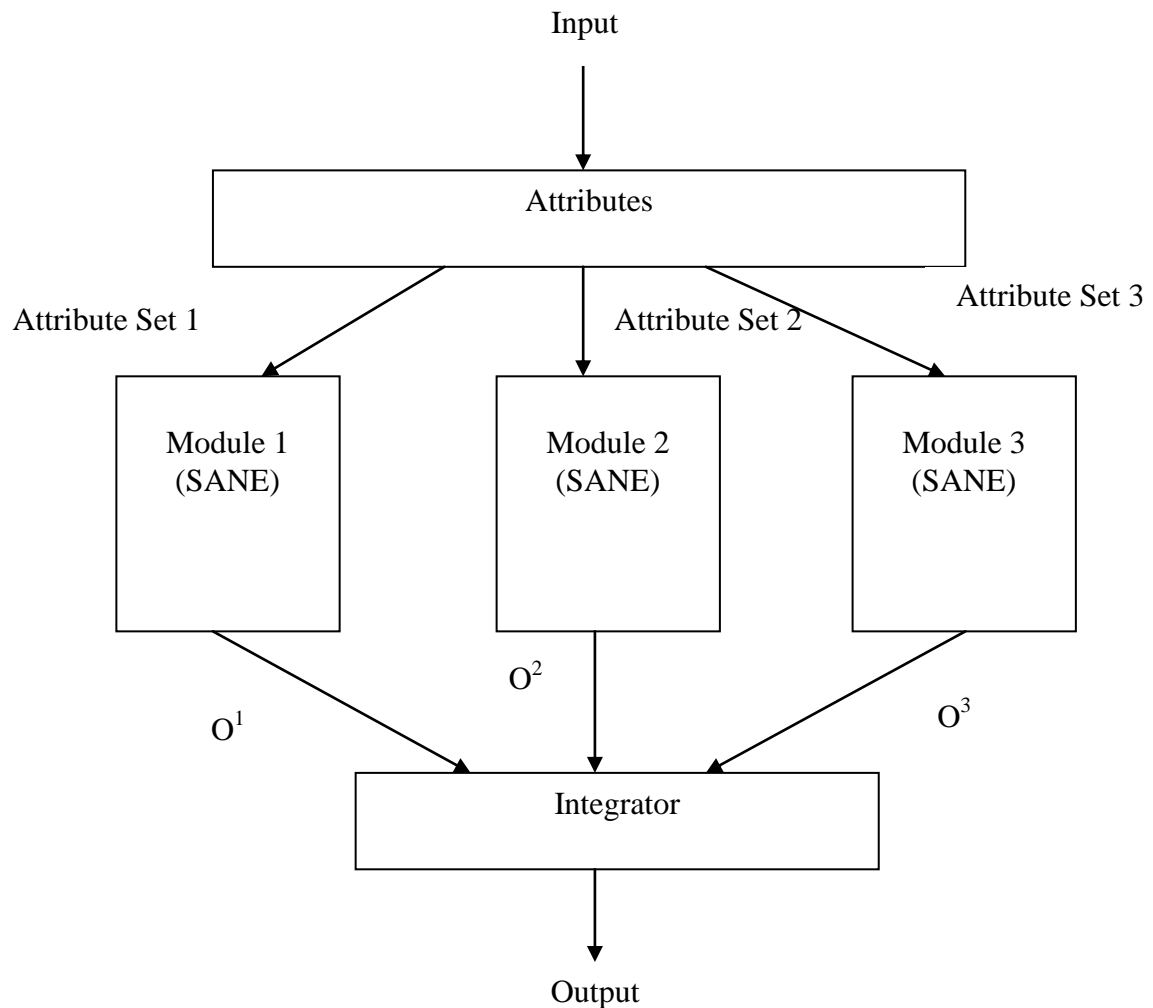 Input
Attributes
Attribute Set 1
Attribute Set 2
Attribute Set 3
Module 1
(SANE)
Module 2
(SANE)
Module 3
(SANE)
O¹
O²
O³
Integrator
Output